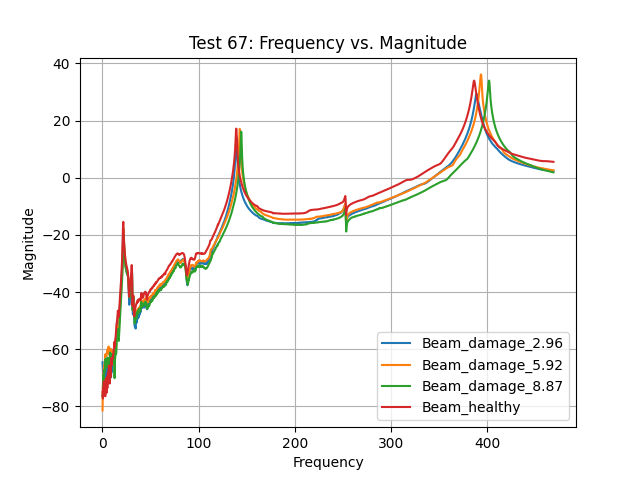 Test 67: Frequency vs. Magnitude
40
20
0
−20
−40
−60
−80
Magnitude
0 100 200 300 400
Frequency
Beam_damage_2.96
Beam_damage_5.92
Beam_damage_8.87
Beam_healthy